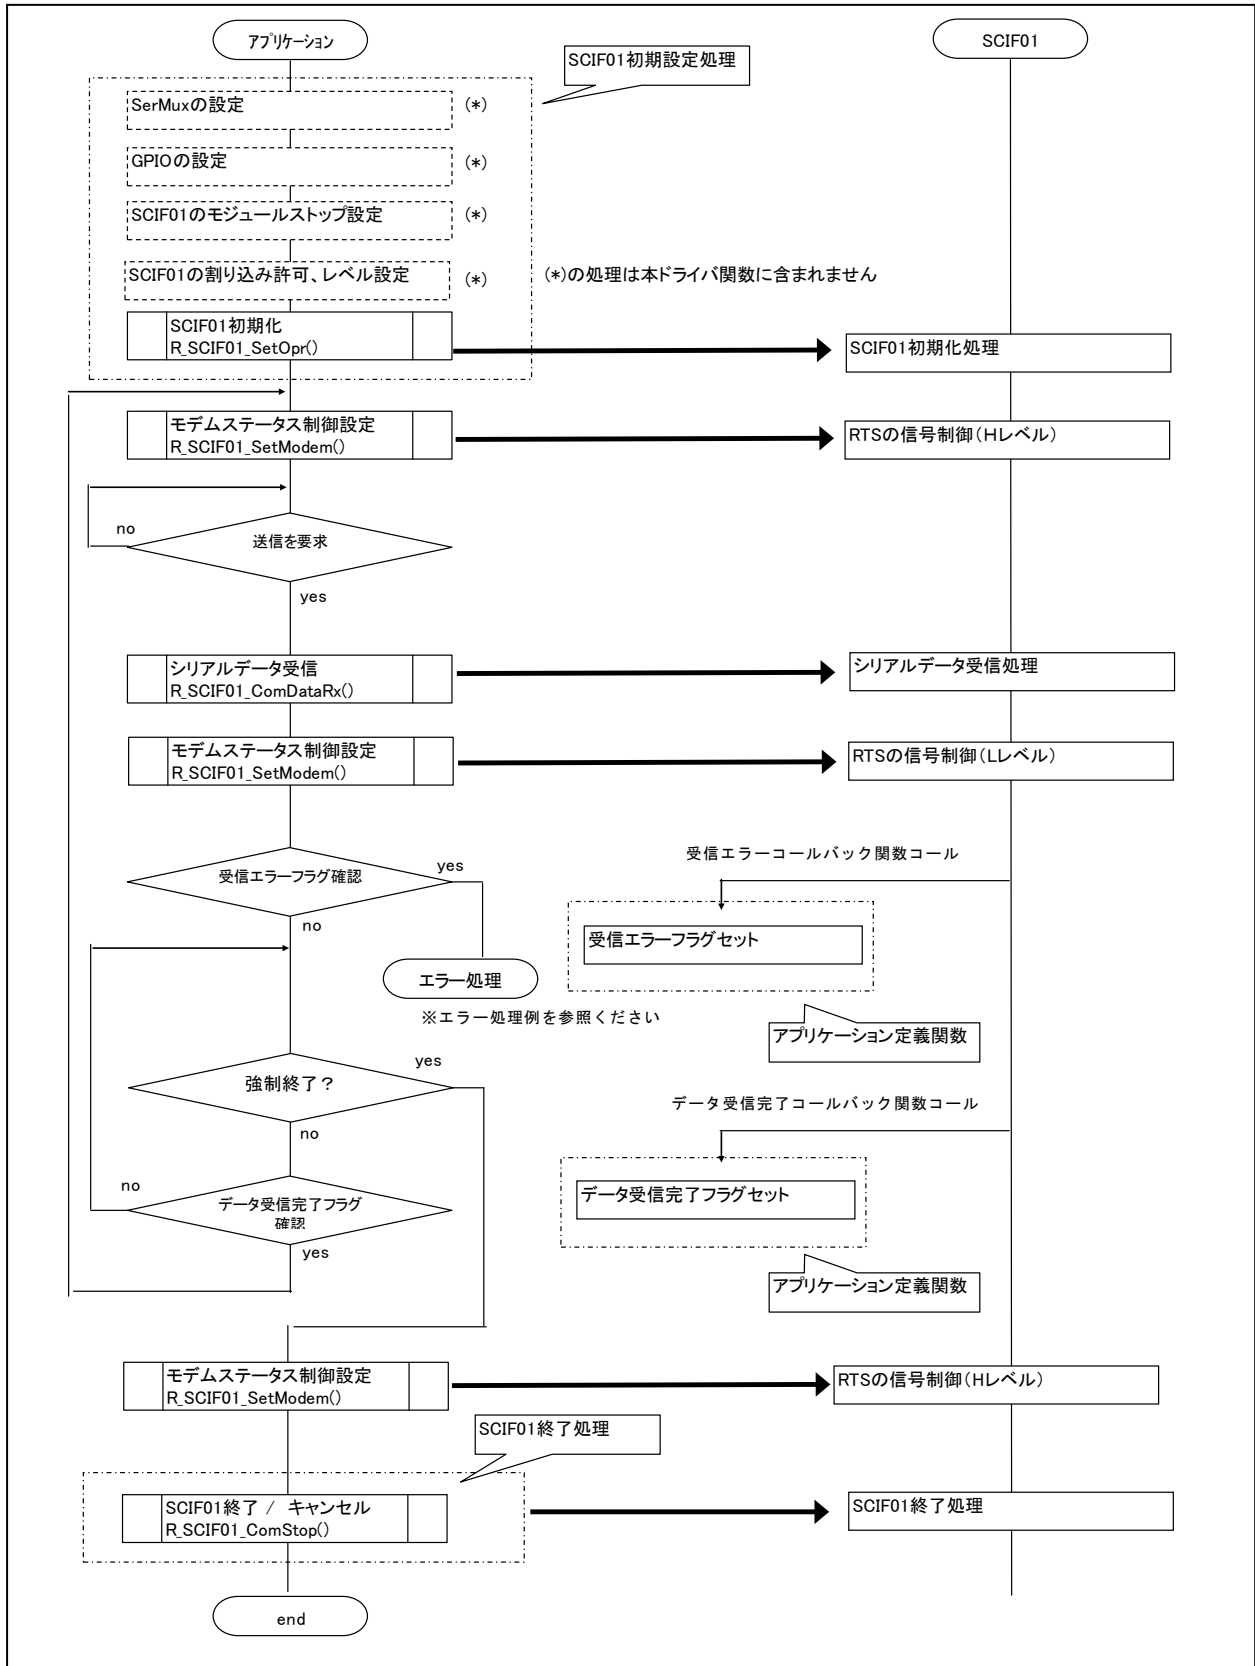 アプリケーション
SCIF01
SCIF01初期設定処理
SerMuxの設定
(*)
GPIOの設定
(*)
SCIF01のモジュールストップ設定
(*)
SCIF01の割り込み許可、レベル設定
(*)
(*)の処理は本ドライバ関数に含まれません
SCIF01初期化
R_SCIF01_SetOpr()
SCIF01初期化処理
モデムステータス制御設定
R_SCIF01_SetModem()
RTSの信号制御(Hレベル)
no
送信を要求
yes
シリアルデータ受信
R_SCIF01_ComDataRx()
シリアルデータ受信処理
モデムステータス制御設定
R_SCIF01_SetModem()
RTSの信号制御(Lレベル)
受信エラーコールバック関数コール
受信エラーフラグ確認
yes
no
受信エラーフラグセット
エラー処理
※エラー処理例を参照ください
アプリケーション定義関数
強制終了?
yes
no
データ受信完了コールバック関数コール
no
データ受信完了フラグ
確認
yes
データ受信完了フラグセット
アプリケーション定義関数
モデムステータス制御設定
R_SCIF01_SetModem()
RTSの信号制御(Hレベル)
SCIF01終了処理
SCIF01終了 / キャンセル
R_SCIF01_ComStop()
SCIF01終了処理
end